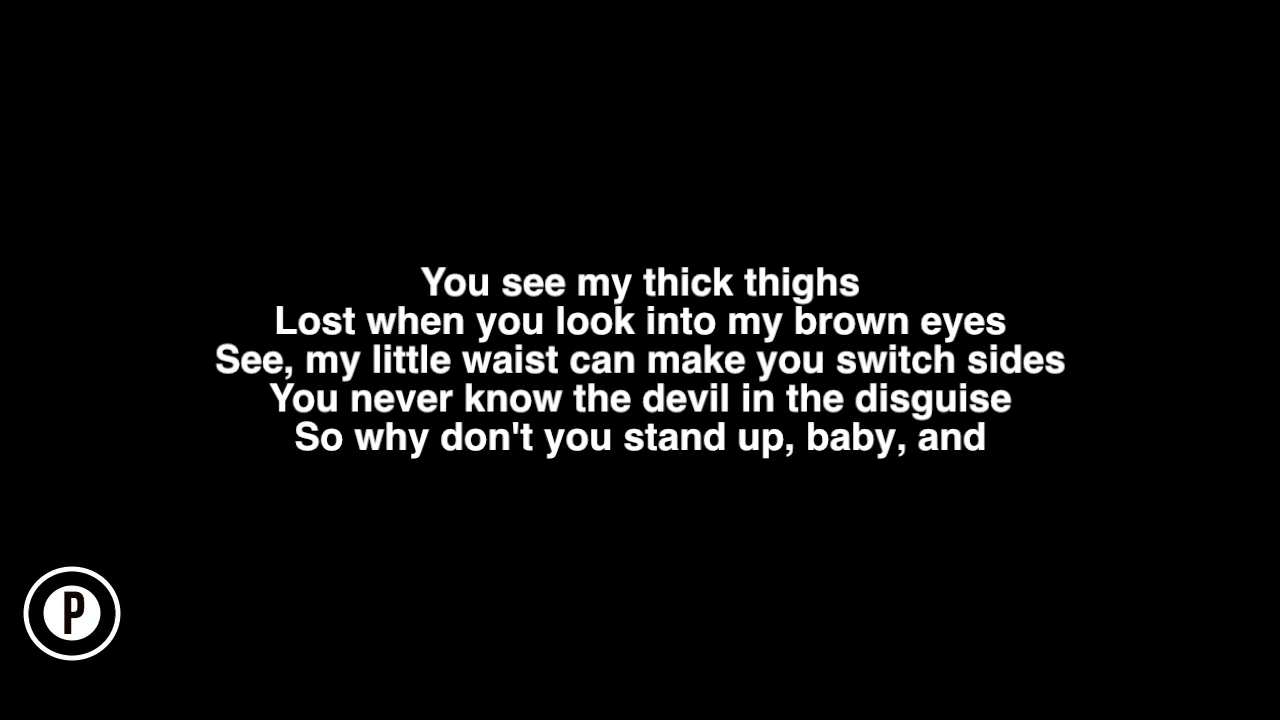 You see my thick thighs
Lost when you look into my brown eyes
See, my little waist can make you switch sides
You never know the devil in the disguise
So why don't you stand up, baby, and
P